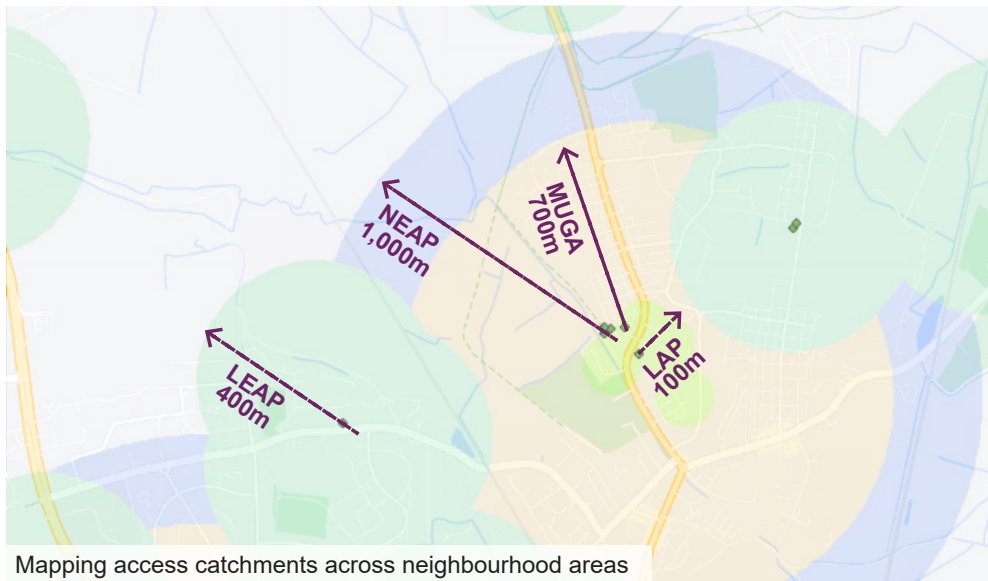 MUGA
700m
NEAP
1,000m
LAP
100m
LEAP
400m
Mapping access catchments across neighbourhood areas